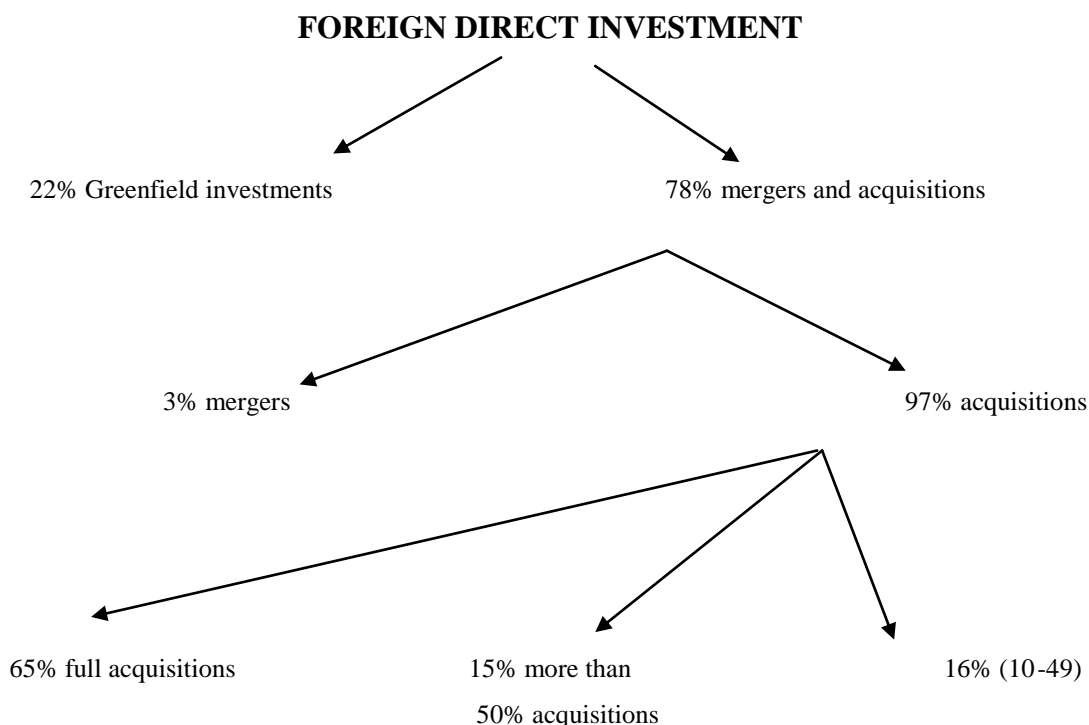 FOREIGN DIRECT INVESTMENT
22% Greenfield investments
78% mergers and acquisitions
3% mergers
97% acquisitions
65% full acquisitions
15% more than
50% acquisitions
16% (10-49)